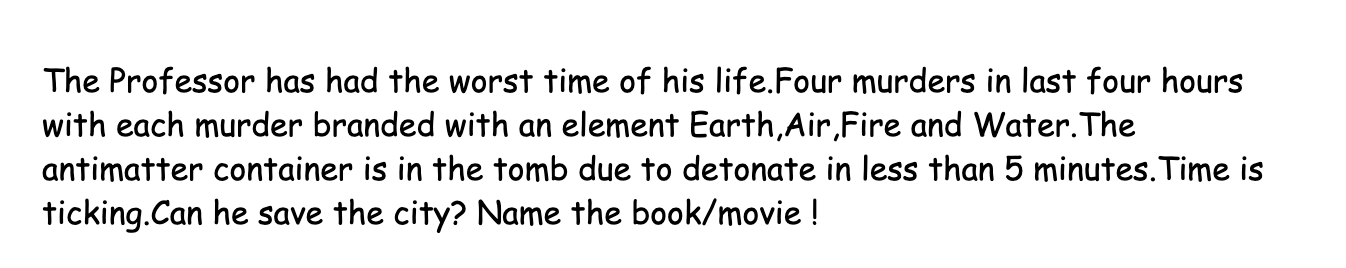 The Professor has had the worst time of his life.Four murders in last four hours
with each murder branded with an element Earth,Air,Fire and Water.The
antimatter container is in the tomb due to detonate in less than 5 minutes.Time is
ticking.Can he save the city? Name the book/movie !